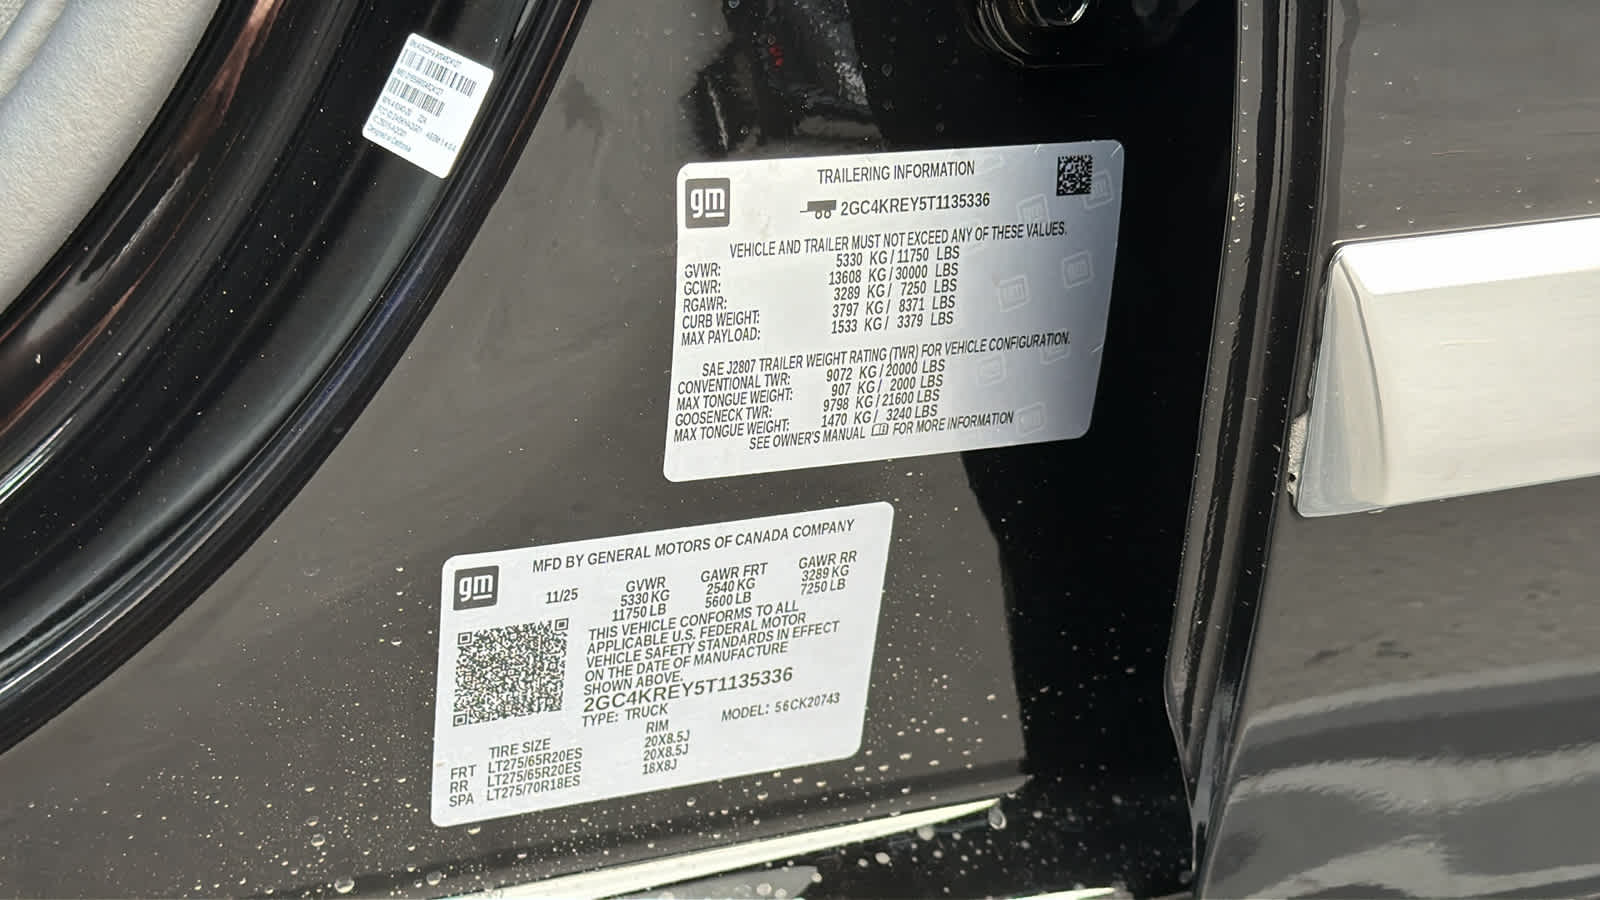 gm
TRAILERING INFORMATION
2GC4KREY5T1135336
VEHICLE AND TRAILER MUST NOT EXCEED ANY OF THESE VALUES.
GVWR: 5330 KG / 11750 LBS
GCWR: 13608 KG / 30000 LBS
RGAWR: 3289 KG / 7250 LBS
CURB WEIGHT: 3797 KG / 8371 LBS
MAX PAYLOAD: 1533 KG / 3379 LBS
SAE J2807 TRAILER WEIGHT RATING (TWR) FOR VEHICLE CONFIGURATION.
CONVENTIONAL TWR: 9072 KG / 20000 LBS
MAX TONGUE WEIGHT: 907 KG / 2000 LBS
GOOSENECK TWR: 9798 KG / 21600 LBS
MAX TONGUE WEIGHT: 1470 KG / 3240 LBS
SEE OWNER'S MANUAL FOR MORE INFORMATION
gm
MFD BY GENERAL MOTORS OF CANADA COMPANY
11/25
GVWR GAWR FRT GAWR RR
5330 KG 2540 KG 3289 KG
11750 LB 5600 LB 7250 LB
THIS VEHICLE CONFORMS TO ALL
APPLICABLE U.S. FEDERAL MOTOR
VEHICLE SAFETY STANDARDS IN EFFECT
ON THE DATE OF MANUFACTURE
SHOWN ABOVE.
2GC4KREY5T1135336
TYPE: TRUCK MODEL: 56CK20743
TIRE SIZE RIM
FRT LT275/65R20ES 20X8.5J
RR LT275/65R20ES 20X8.5J
SPA LT275/70R18ES 18X8J